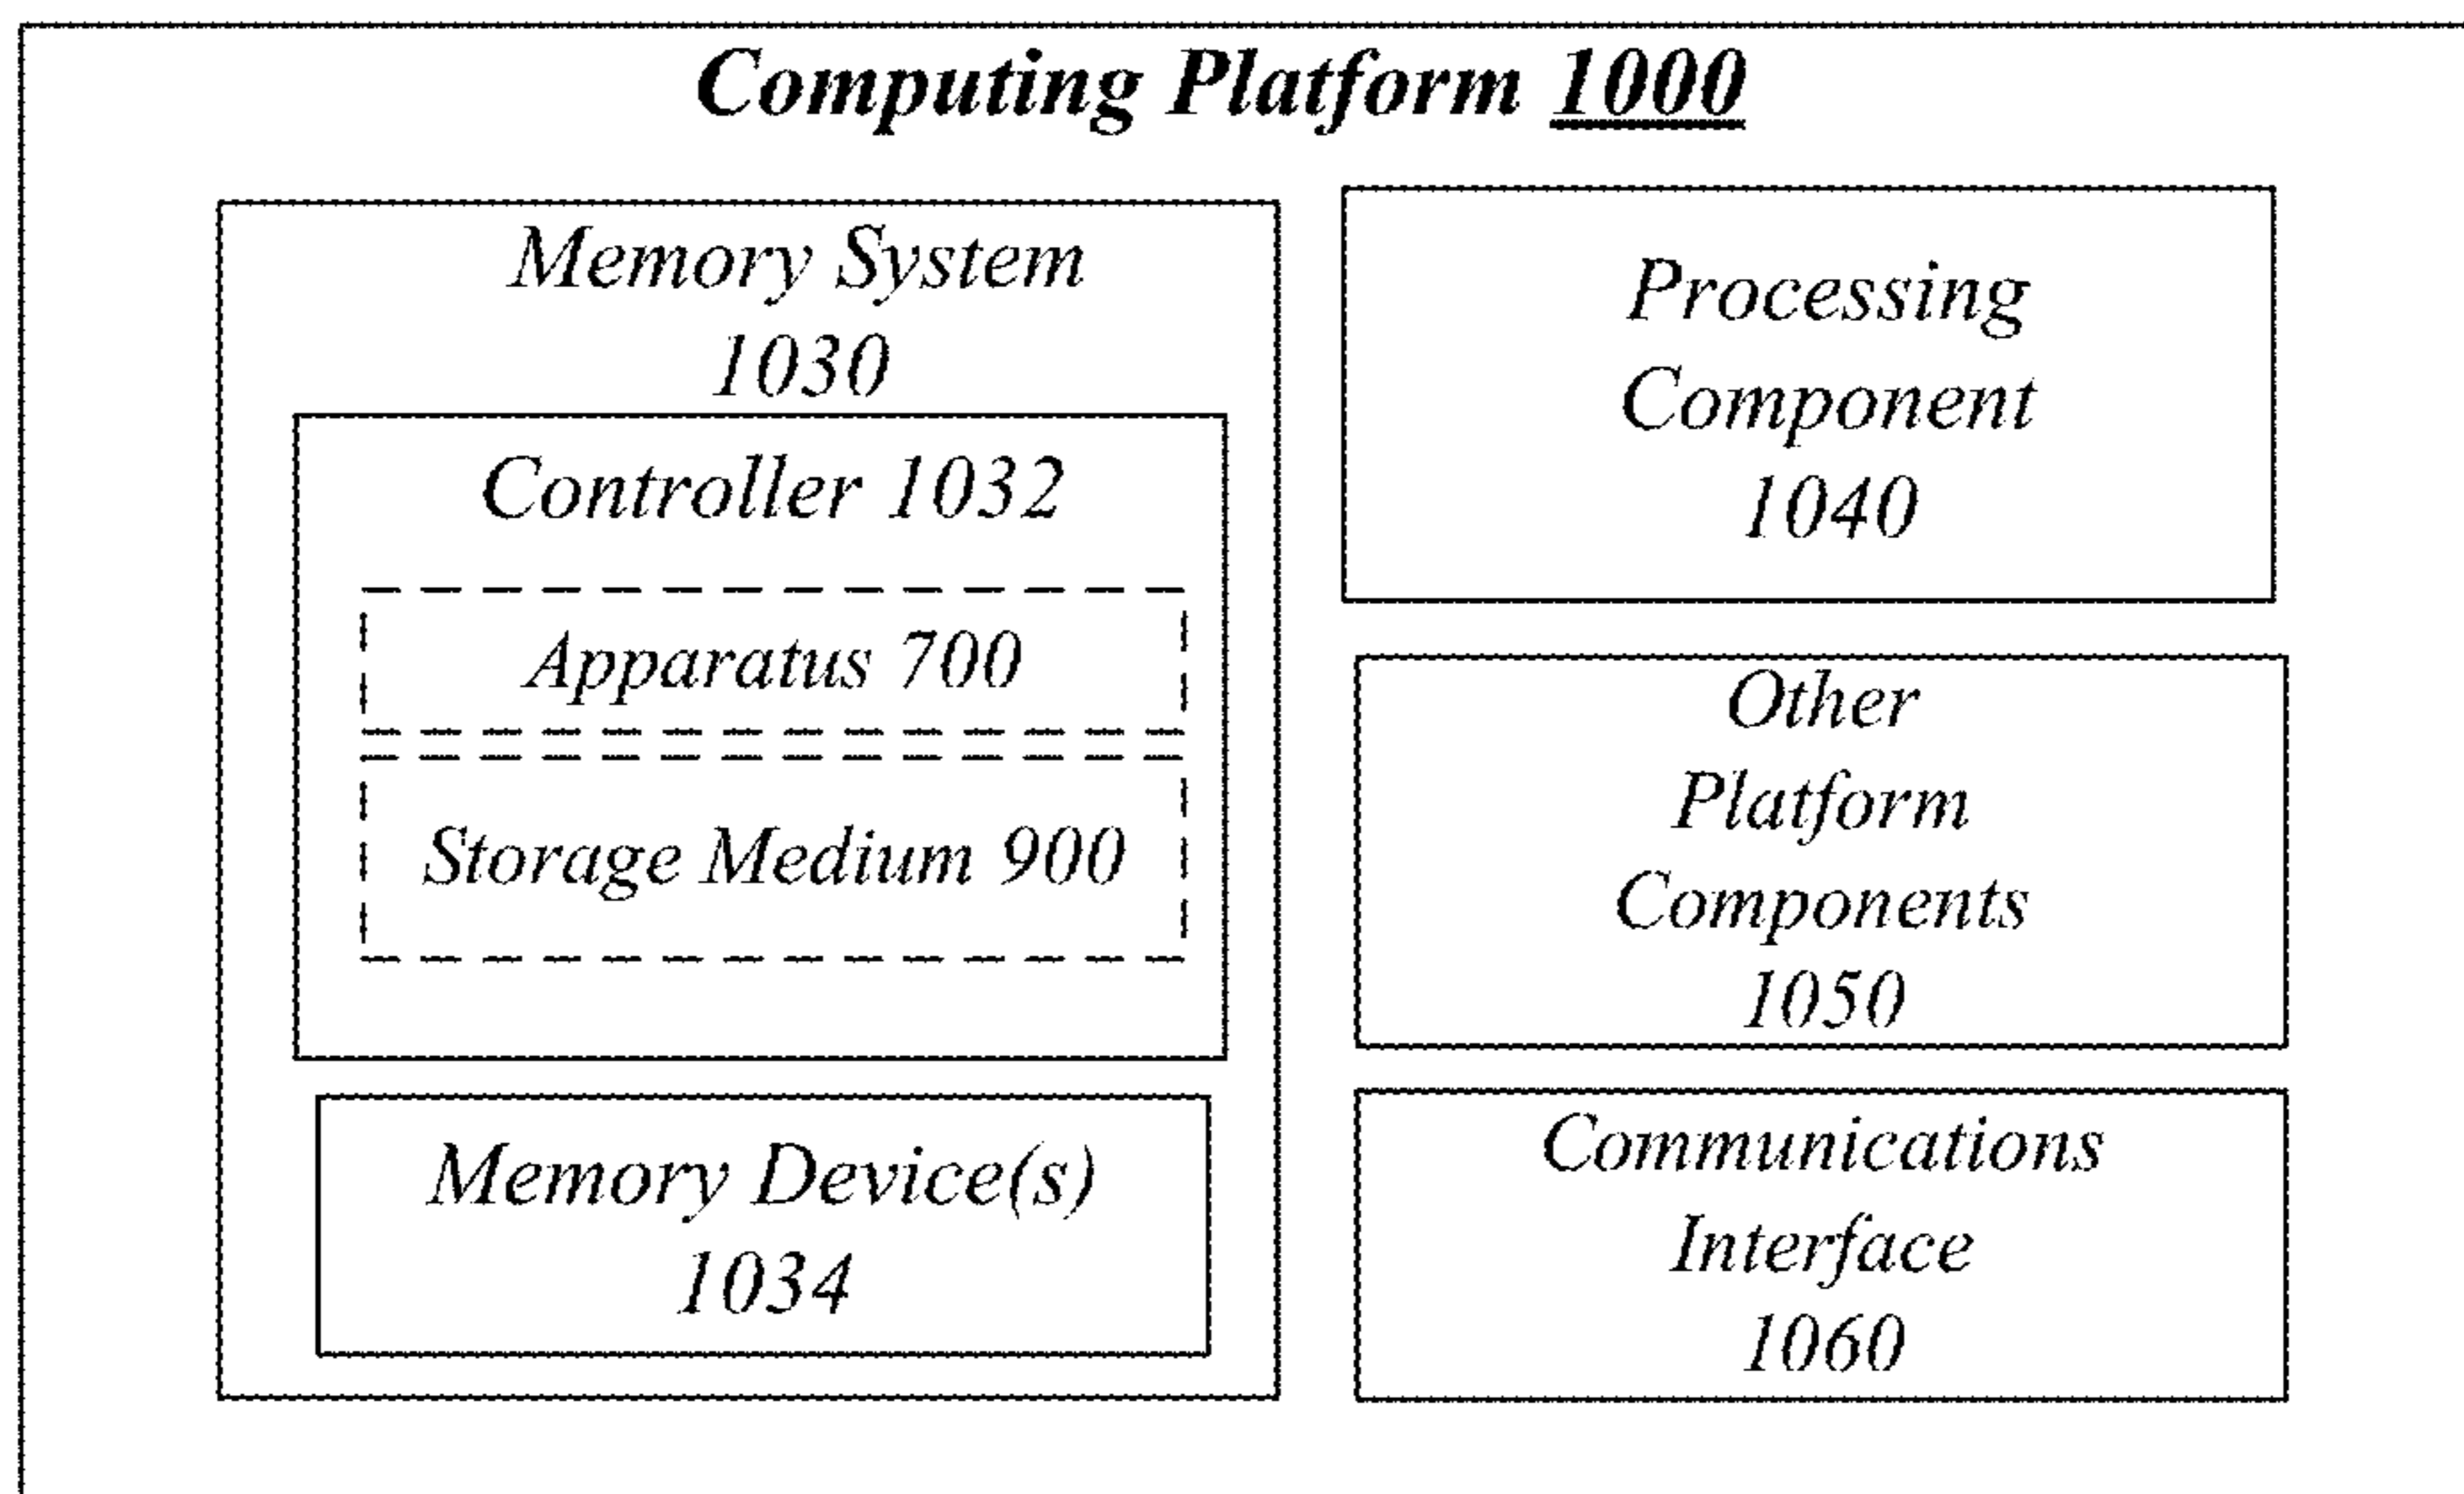 Computing Platform 1000
Memory System
1030
Controller 1032
Apparatus 700
Storage Medium 900
Memory Device(s)
1034
Processing
Component
1040
Other
Platform
Components
1050
Communications
Interface
1060